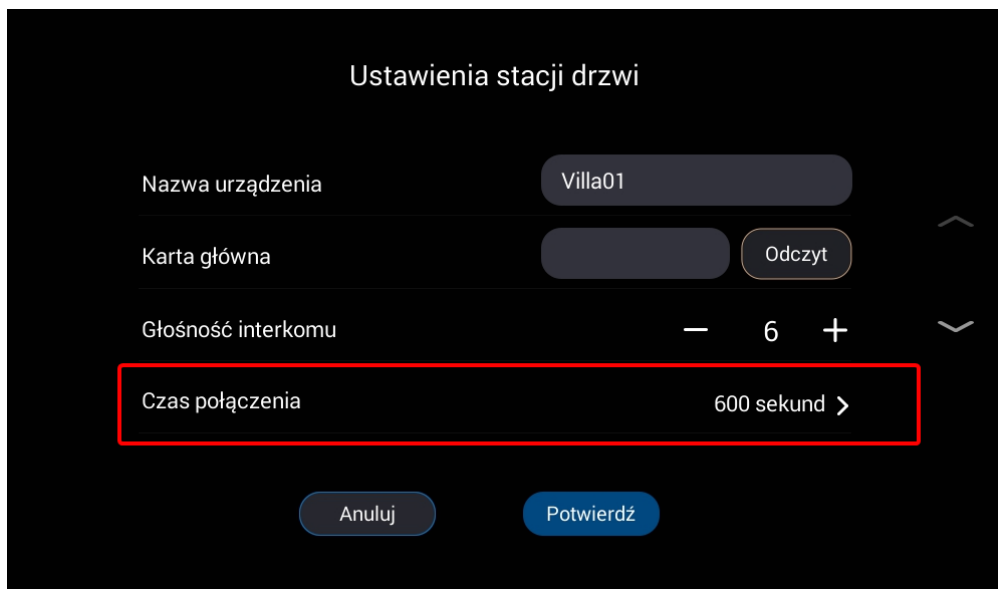 Ustawienia stacji drzwi
Nazwa urządzenia Villa01
Karta główna Odczyt
Głośność interkomu — 6 +
Czas połączenia 600 sekund >
Anuluj Potwierdź